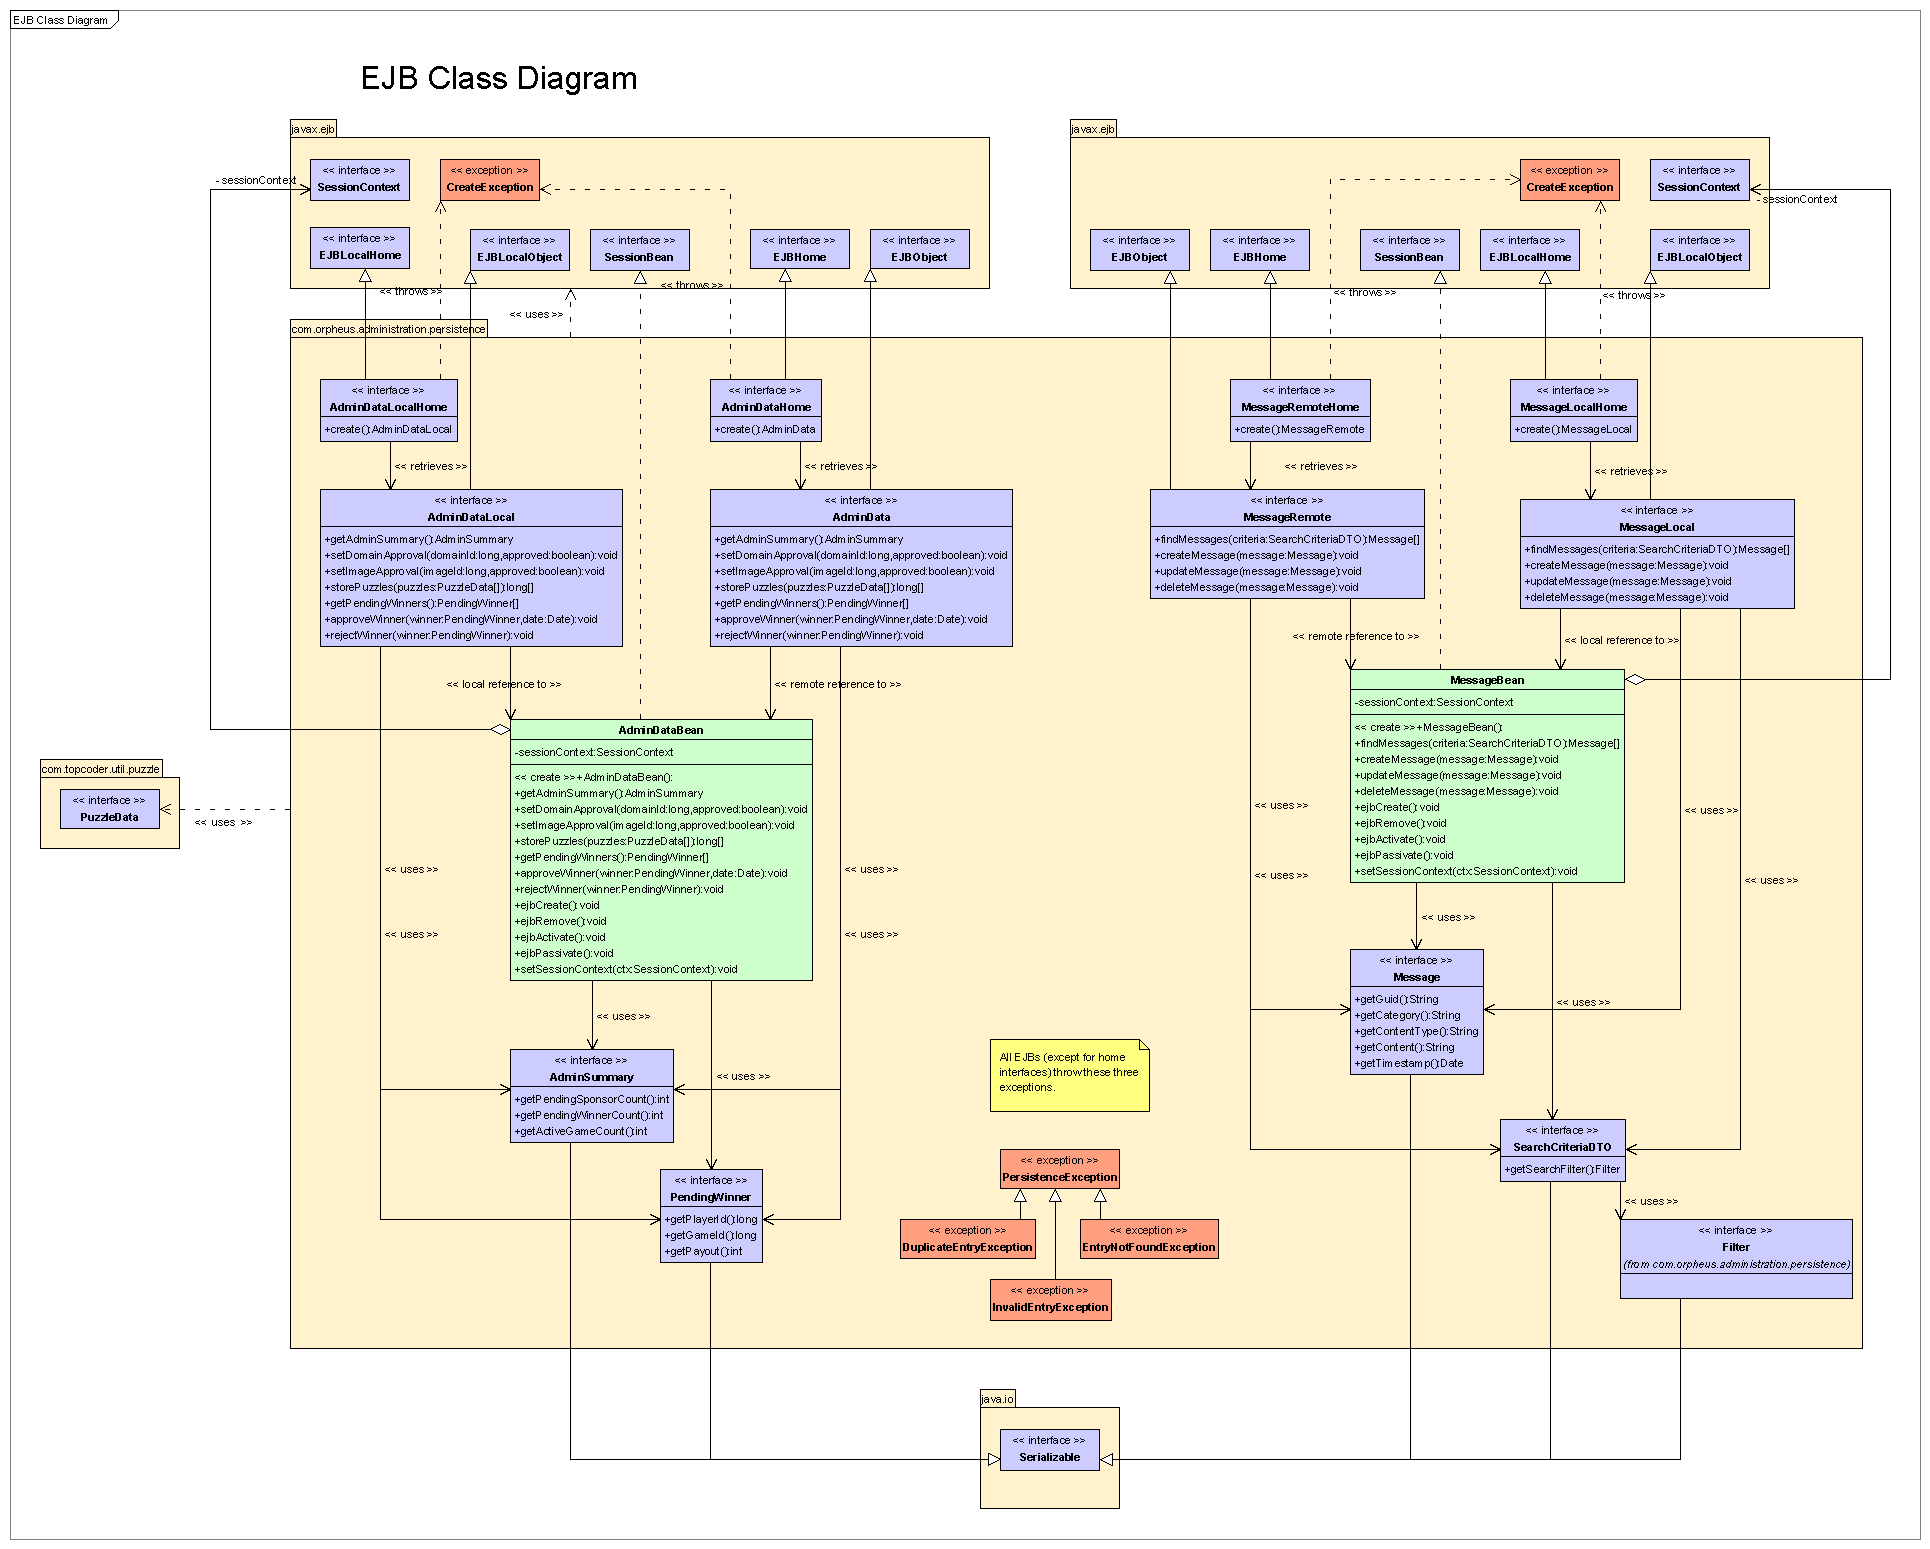 EJB Class Diagram
EJB Class Diagram
javax.ejb
<< interface >>
SessionContext
<< exception >>
CreateException
- sessionContext
<< interface >>
EJBLocalHome
<< interface >>
EJBLocalObject
<< interface >>
SessionBean
<< interface >>
EJBHome
<< interface >>
EJBObject
<< throws >>
<< throws >>
<< uses >>
javax.ejb
<< exception >>
CreateException
<< interface >>
SessionContext
- sessionContext
<< interface >>
EJBObject
<< interface >>
EJBHome
<< interface >>
SessionBean
<< interface >>
EJBLocalHome
<< interface >>
EJBLocalObject
<< throws >>
<< throws >>
com.orpheus.administration.persistence
<< interface >>
AdminDataLocalHome
+create():AdminDataLocal
<< interface >>
AdminDataHome
+create():AdminData
<< interface >>
MessageRemoteHome
+create():MessageRemote
<< interface >>
MessageLocalHome
+create():MessageLocal
<< retrieves >>
<< retrieves >>
<< retrieves >>
<< retrieves >>
<< interface >>
AdminDataLocal
+getAdminSummary():AdminSummary
+setDomainApproval(domainId:long,approved:boolean):void
+setImageApproval(imageId:long,approved:boolean):void
+storePuzzles(puzzles:PuzzleData[]):long[]
+getPendingWinners():PendingWinner[]
+approveWinner(winner:PendingWinner,date:Date):void
+rejectWinner(winner:PendingWinner):void
<< interface >>
AdminData
+getAdminSummary():AdminSummary
+setDomainApproval(domainId:long,approved:boolean):void
+setImageApproval(imageId:long,approved:boolean):void
+storePuzzles(puzzles:PuzzleData[]):long[]
+getPendingWinners():PendingWinner[]
+approveWinner(winner:PendingWinner,date:Date):void
+rejectWinner(winner:PendingWinner):void
<< interface >>
MessageRemote
+findMessages(criteria:SearchCriteriaDTO):Message[]
+createMessage(message:Message):void
+updateMessage(message:Message):void
+deleteMessage(message:Message):void
<< interface >>
MessageLocal
+findMessages(criteria:SearchCriteriaDTO):Message[]
+createMessage(message:Message):void
+updateMessage(message:Message):void
+deleteMessage(message:Message):void
<< local reference to >>
<< remote reference to >>
<< remote reference to >>
<< local reference to >>
AdminDataBean
-sessionContext:SessionContext
<< create >>+AdminDataBean():
+getAdminSummary():AdminSummary
+setDomainApproval(domainId:long,approved:boolean):void
+setImageApproval(imageId:long,approved:boolean):void
+storePuzzles(puzzles:PuzzleData[]):long[]
+getPendingWinners():PendingWinner[]
+approveWinner(winner:PendingWinner,date:Date):void
+rejectWinner(winner:PendingWinner):void
+ejbCreate():void
+ejbRemove():void
+ejbActivate():void
+ejbPassivate():void
+setSessionContext(ctx:SessionContext):void
MessageBean
-sessionContext:SessionContext
<< create >>+MessageBean():
+findMessages(criteria:SearchCriteriaDTO):Message[]
+createMessage(message:Message):void
+updateMessage(message:Message):void
+deleteMessage(message:Message):void
+ejbCreate():void
+ejbRemove():void
+ejbActivate():void
+ejbPassivate():void
+setSessionContext(ctx:SessionContext):void
com.topcoder.util.puzzle
<< interface >>
PuzzleData
<< uses >>
<< uses >>
<< uses >>
<< uses >>
<< uses >>
<< uses >>
<< uses >>
<< uses >>
<< uses >>
<< uses >>
<< uses >>
<< uses >>
<< uses >>
<< interface >>
AdminSummary
+getPendingSponsorCount():int
+getPendingWinnerCount():int
+getActiveGameCount():int
<< interface >>
PendingWinner
+getPlayerId():long
+getGameId():long
+getPayout():int
All EJBs (except for home
interfaces) throw these three
exceptions.
<< exception >>
PersistenceException
<< exception >>
DuplicateEntryException
<< exception >>
EntryNotFoundException
<< exception >>
InvalidEntryException
<< interface >>
Message
+getGuid():String
+getCategory():String
+getContentType():String
+getContent():String
+getTimestamp():Date
<< interface >>
SearchCriteriaDTO
+getSearchFilter():Filter
<< uses >>
<< interface >>
Filter
(from com.orpheus.administration.persistence)
java.io
<< interface >>
Serializable